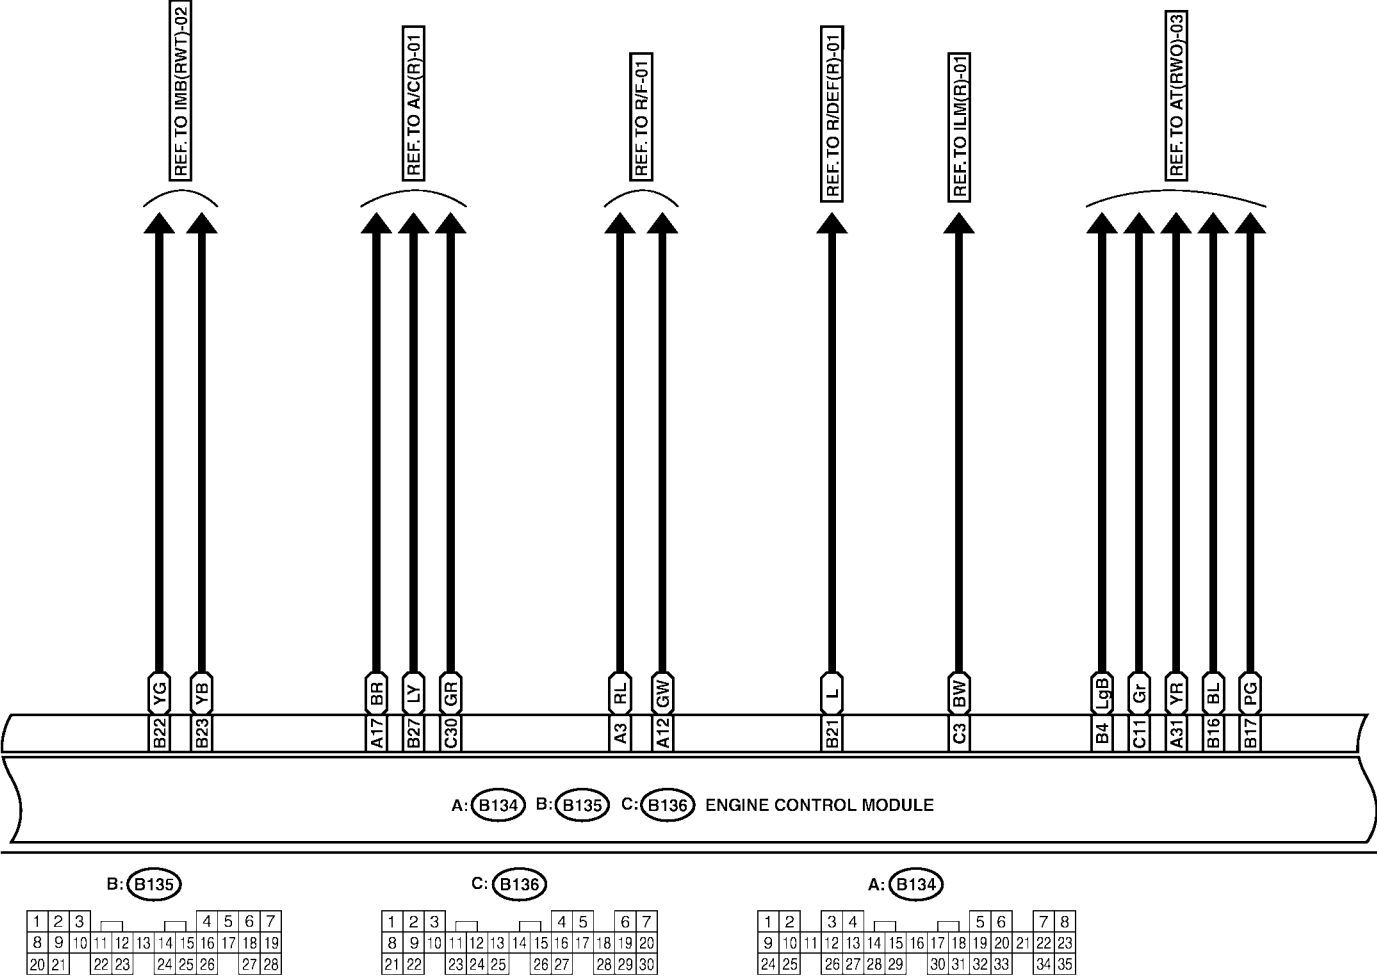 REF. TO IMB(RWT)-02
REF. TO A/C(R)-01
REF. TO R/F-01
REF. TO R/DEF(R)-01
REF. TO ILM(R)-01
REF. TO AT(RWO)-03
YG YB BR LY GR RL GW L BW LgB Gr YR BL PG
B22 B23 A17 B27 C30 A3 A12 B21 C3 B4 C11 A31 B16 B17
A: B134 B: B135 C: B136 ENGINE CONTROL MODULE
B: B135
1 2 3 4 5 6 7
8 9 10 11 12 13 14 15 16 17 18 19
20 21 22 23 24 25 26 27 28
C: B136
1 2 3 4 5 6 7
8 9 10 11 12 13 14 15 16 17 18 19 20
21 22 23 24 25 26 27 28 29 30
A: B134
1 2 3 4 5 6 7 8
9 10 11 12 13 14 15 16 17 18 19 20 21 22 23
24 25 26 27 28 29 30 31 32 33 34 35